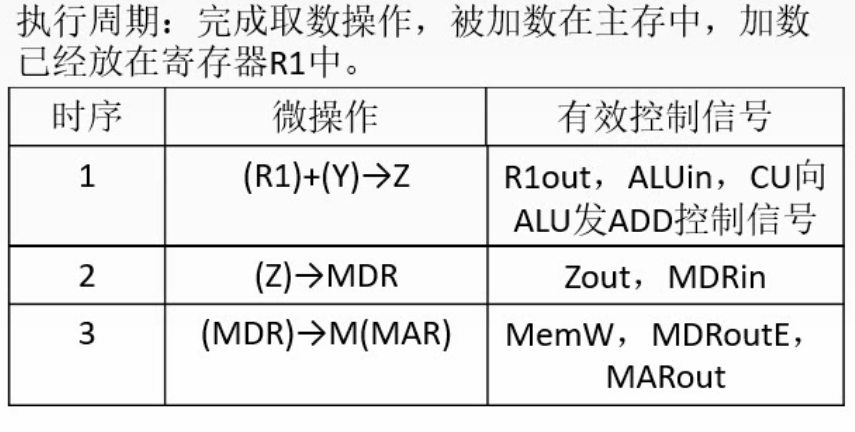 执行周期：完成取数操作，被加数在主存中，加数
已经放在寄存器R1中。
时序 微操作 有效控制信号
1 (R1)+(Y)→Z R1out，ALUin，CU向
ALU发ADD控制信号
2 (Z)→MDR Zout，MDRin
3 (MDR)→M(MAR) MemW，MDRoutE，
MARout